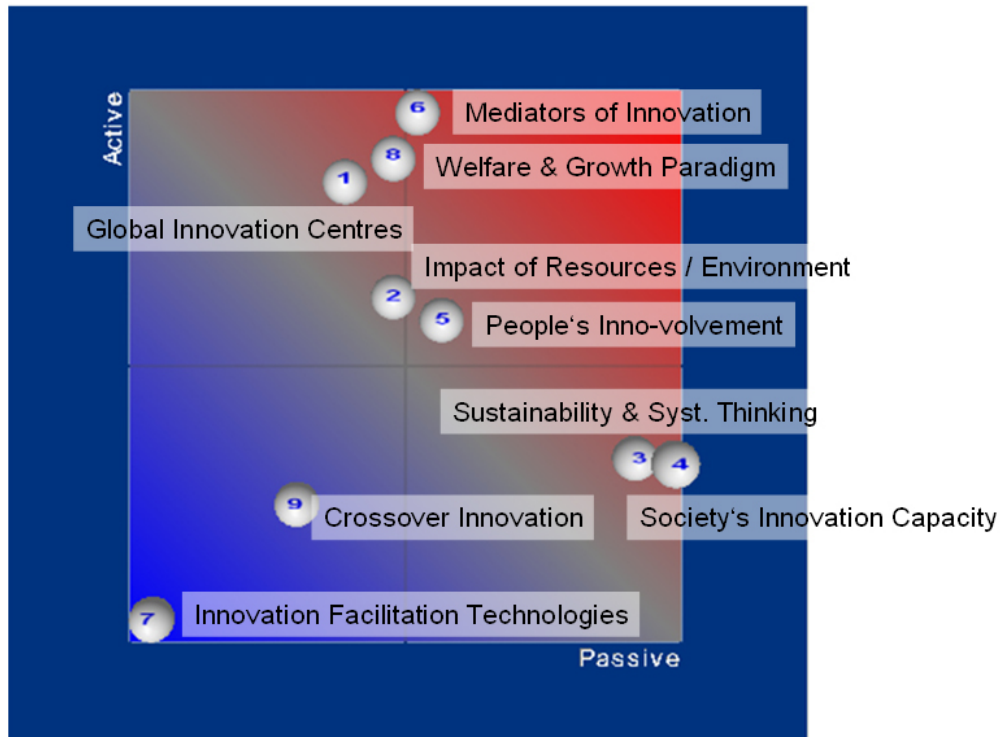 Active
6 Mediators of Innovation
8 Welfare & Growth Paradigm
1
Global Innovation Centres
Impact of Resources / Environment
2
5 People‘s Inno-volvement
Sustainability & Syst. Thinking
3 4
9 Crossover Innovation
Society‘s Innovation Capacity
7 Innovation Facilitation Technologies
Passive